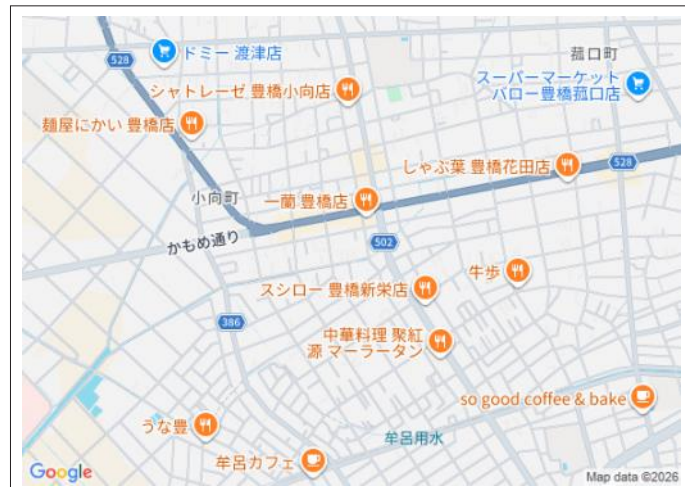 528
ドミー 渡津店
菰口町
スーパーマーケット
バロー豊橋菰口店
シャトレーゼ 豊橋小向店
麺屋にかい 豊橋店
しゃぶ葉 豊橋花田店
528
小向町
一蘭 豊橋店
かもめ通り
502
牛歩
スシロー 豊橋新栄店
386
中華料理 聚紅
源 マーラータン
so good coffee & bake
うな豊
牟呂用水
牟呂カフェ
Google
Map data ©2026